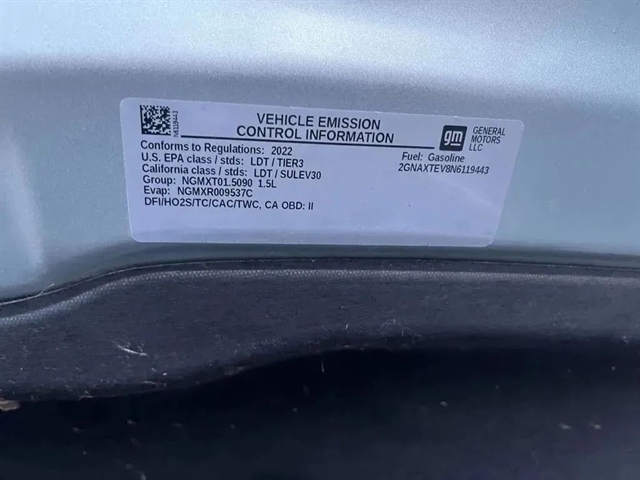 VEHICLE EMISSION
CONTROL INFORMATION
N6119443
gm
GENERAL
MOTORS
LLC
Conforms to Regulations: 2022
U.S. EPA class / stds: LDT / TIER3
California class / stds: LDT / SULEV30
Group: NGMXT01.5090 1.5L
Evap: NGMXR009537C
DFI/HO2S/TC/CAC/TWC, CA OBD: II
Fuel: Gasoline
2GNAXTEV8N6119443